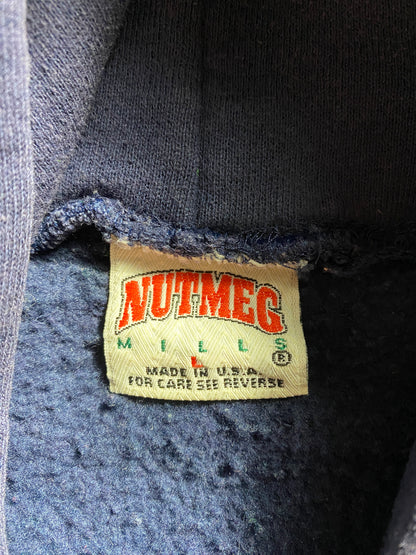 NUTMEG
MILLS ®
L
MADE IN U.S.A.
FOR CARE SEE REVERSE